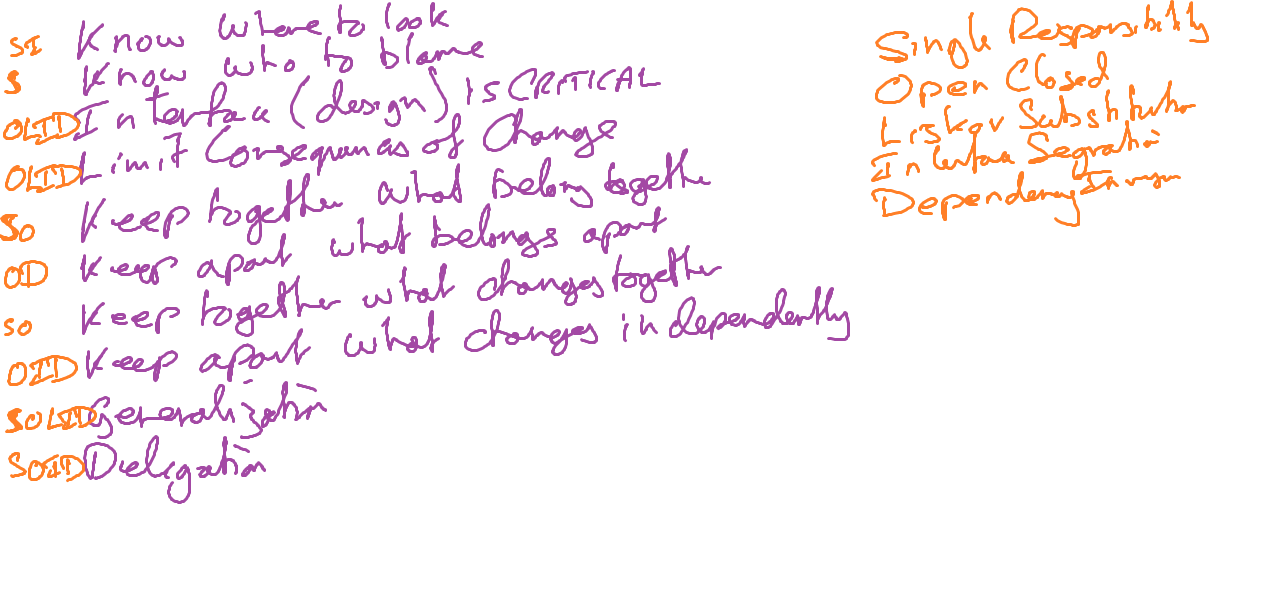 SI Know where to look
S Know who to blame
OLID Interface (design) IS CRITICAL
OLID Limit Consequences of Change
SO Keep together what belong together
OD Keep apart what belongs apart
SO Keep together what changes together
OID Keep apart what changes independently
SOLID Generalization
SOID Delegation
Single Responsibility
Open Closed
Liskov Substitution
Interface Segration
Dependency Inversion